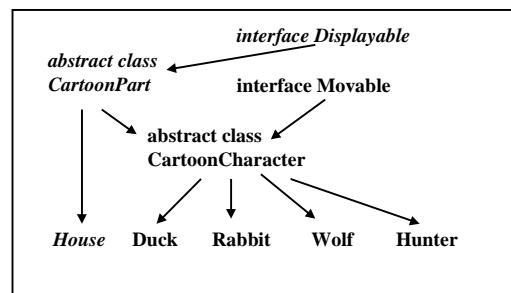 interface Displayable
abstract class
CartoonPart
interface Movable
abstract class
CartoonCharacter
House Duck Rabbit Wolf Hunter